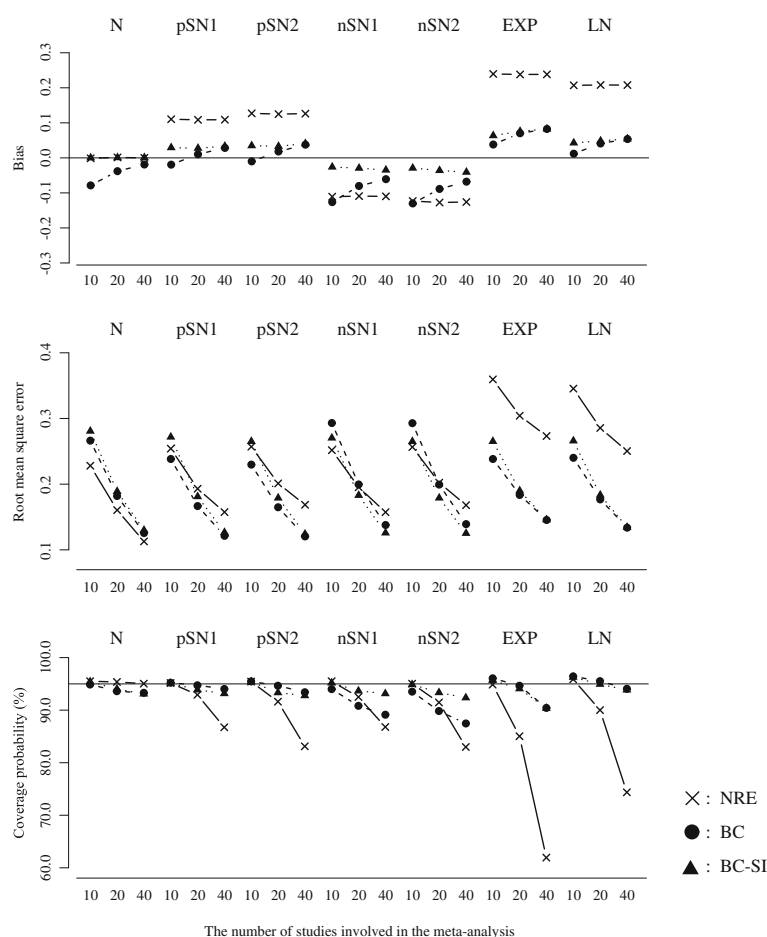 N pSN1 pSN2 nSN1 nSN2 EXP LN
0.3
0.2
0.1
0.0
-0.1
-0.2
-0.3
Bias
10 20 40 10 20 40 10 20 40 10 20 40 10 20 40 10 20 40 10 20 40
N pSN1 pSN2 nSN1 nSN2 EXP LN
0.4
0.3
0.2
0.1
Root mean square error
10 20 40 10 20 40 10 20 40 10 20 40 10 20 40 10 20 40 10 20 40
N pSN1 pSN2 nSN1 nSN2 EXP LN
100.0
90.0
80.0
70.0
60.0
Coverage probability (%)
10 20 40 10 20 40 10 20 40 10 20 40 10 20 40 10 20 40 10 20 40
The number of studies involved in the meta-analysis
: NRE
: BC
: BC-SI